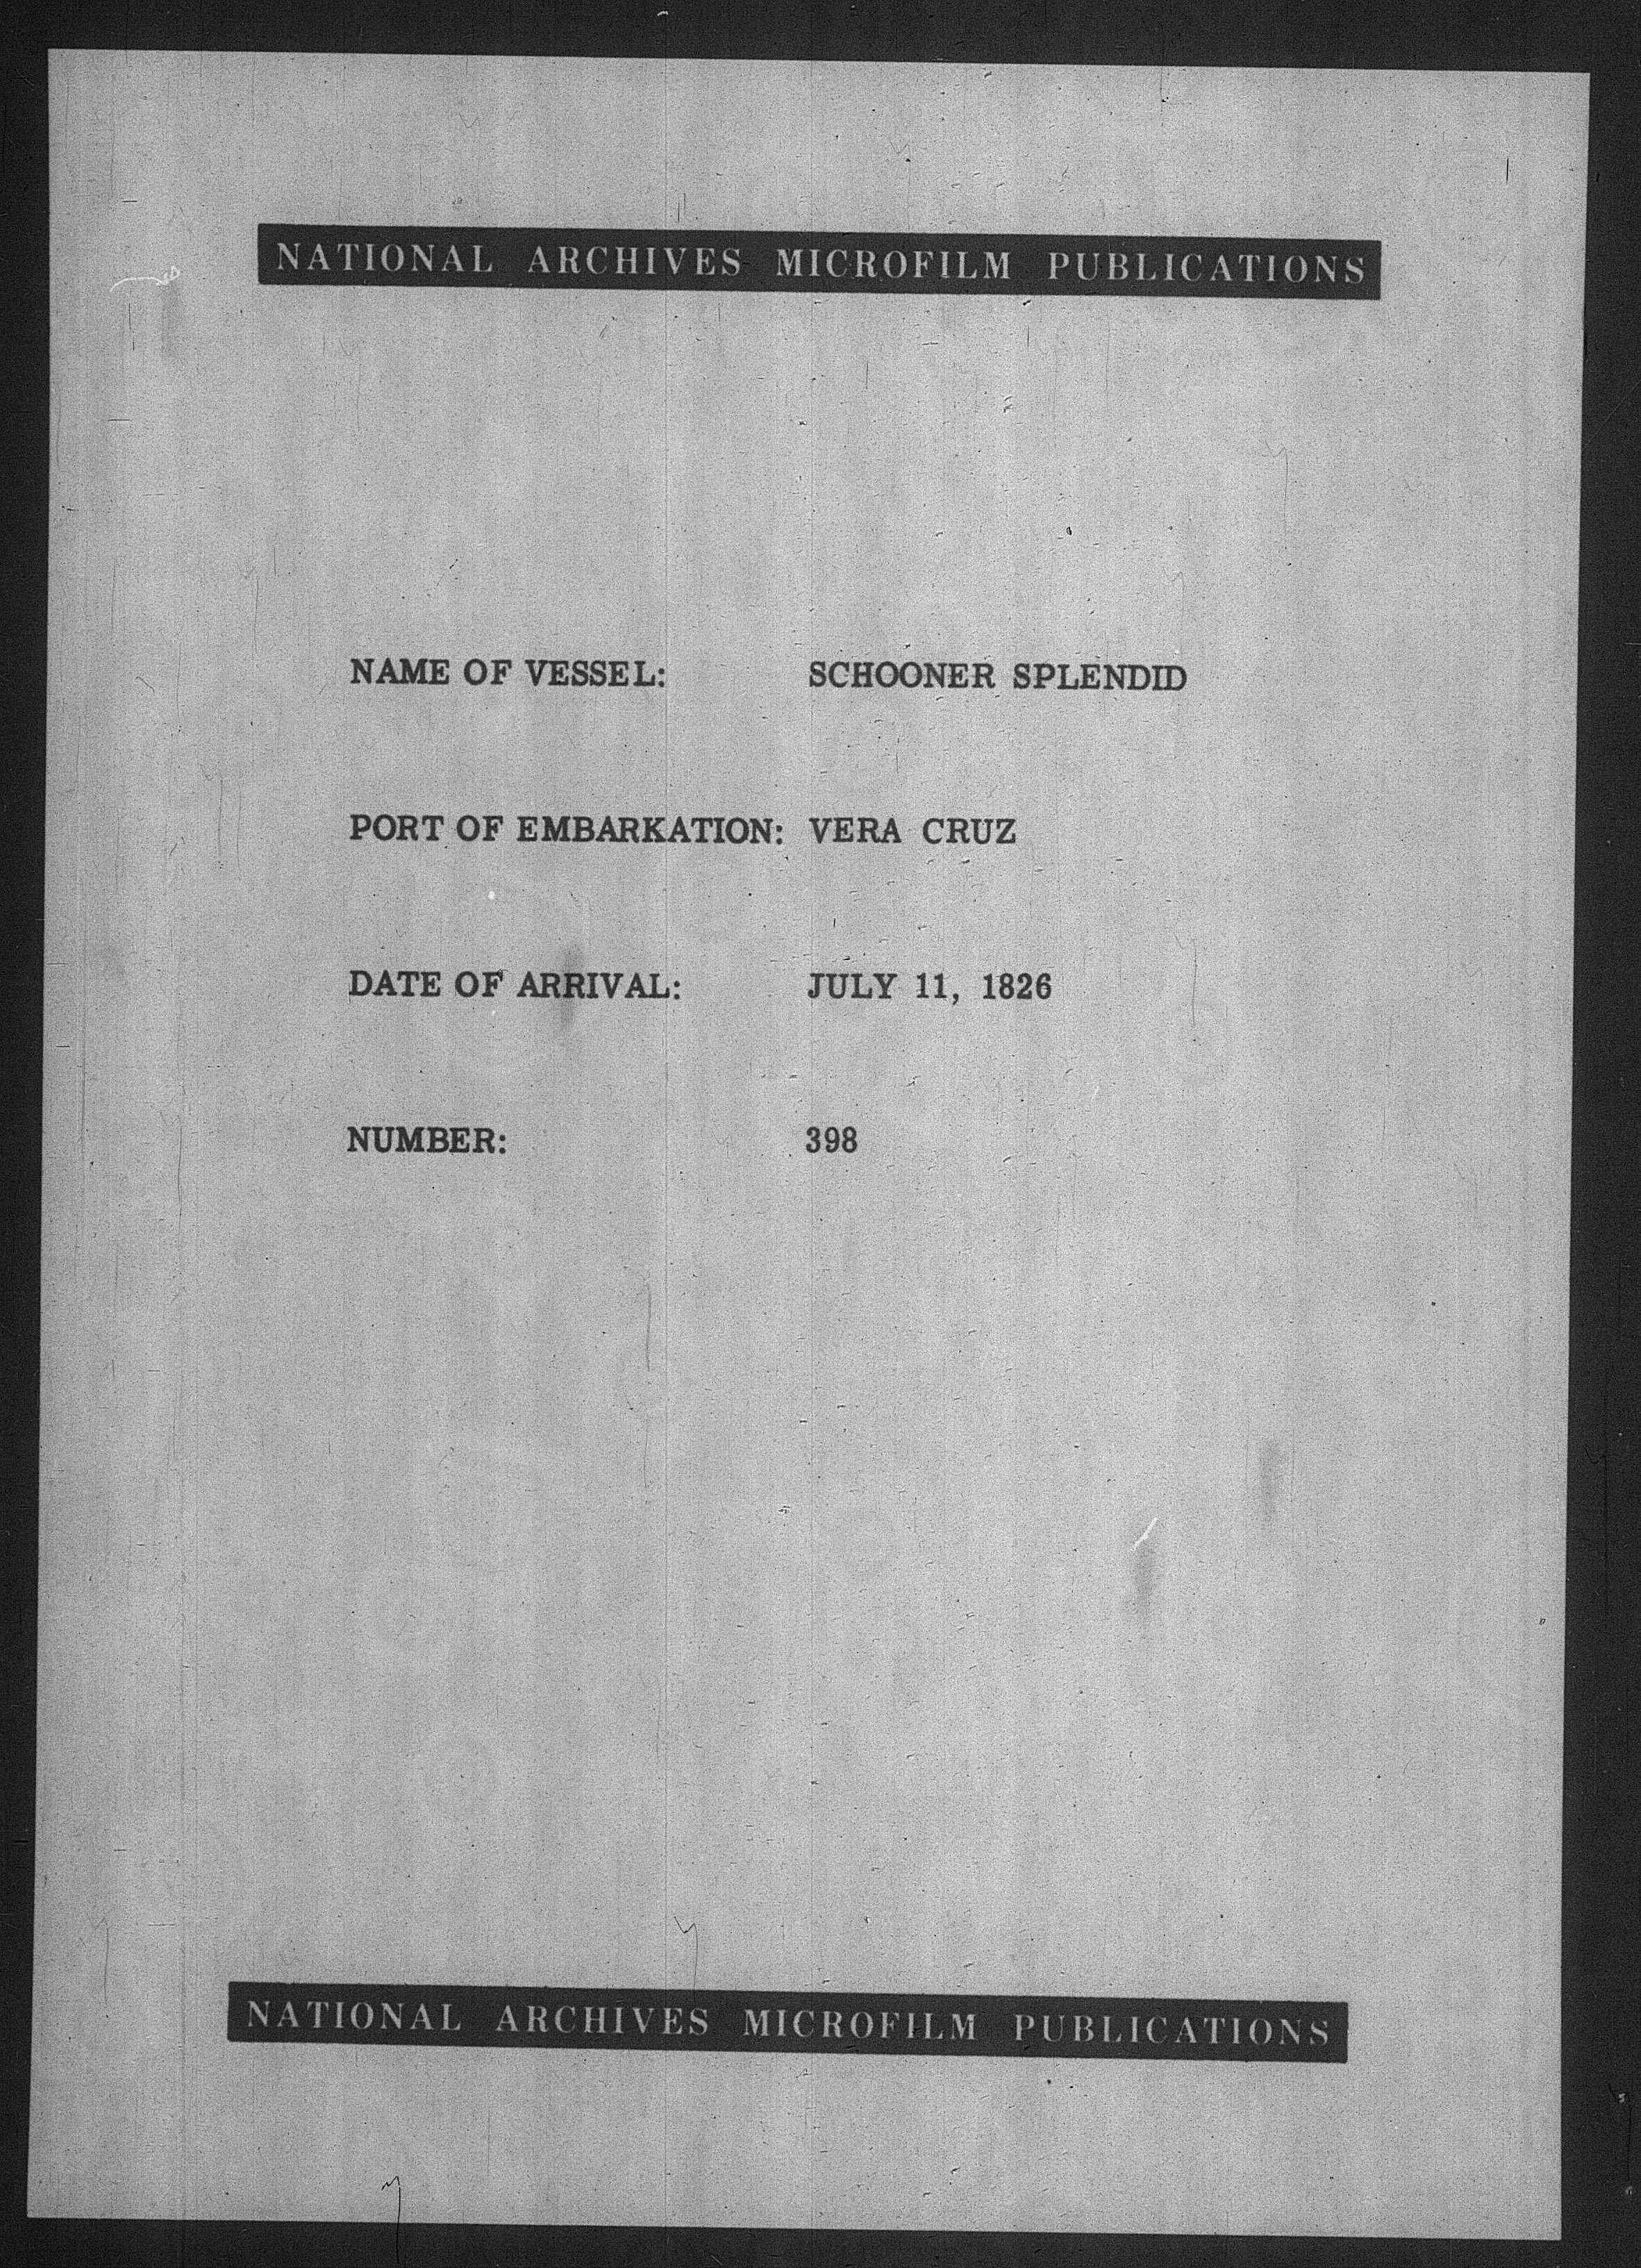 NATIONAL ARCHIVES MICROFILM PUBLICATIONS
NAME OF VESSEL: SCHOONER SPLENDID
PORT OF EMBARKATION: VERA CRUZ
DATE OF ARRIVAL: JULY 11, 1826
NUMBER: 398
NATIONAL ARCHIVES MICROFILM PUBLICATIONS